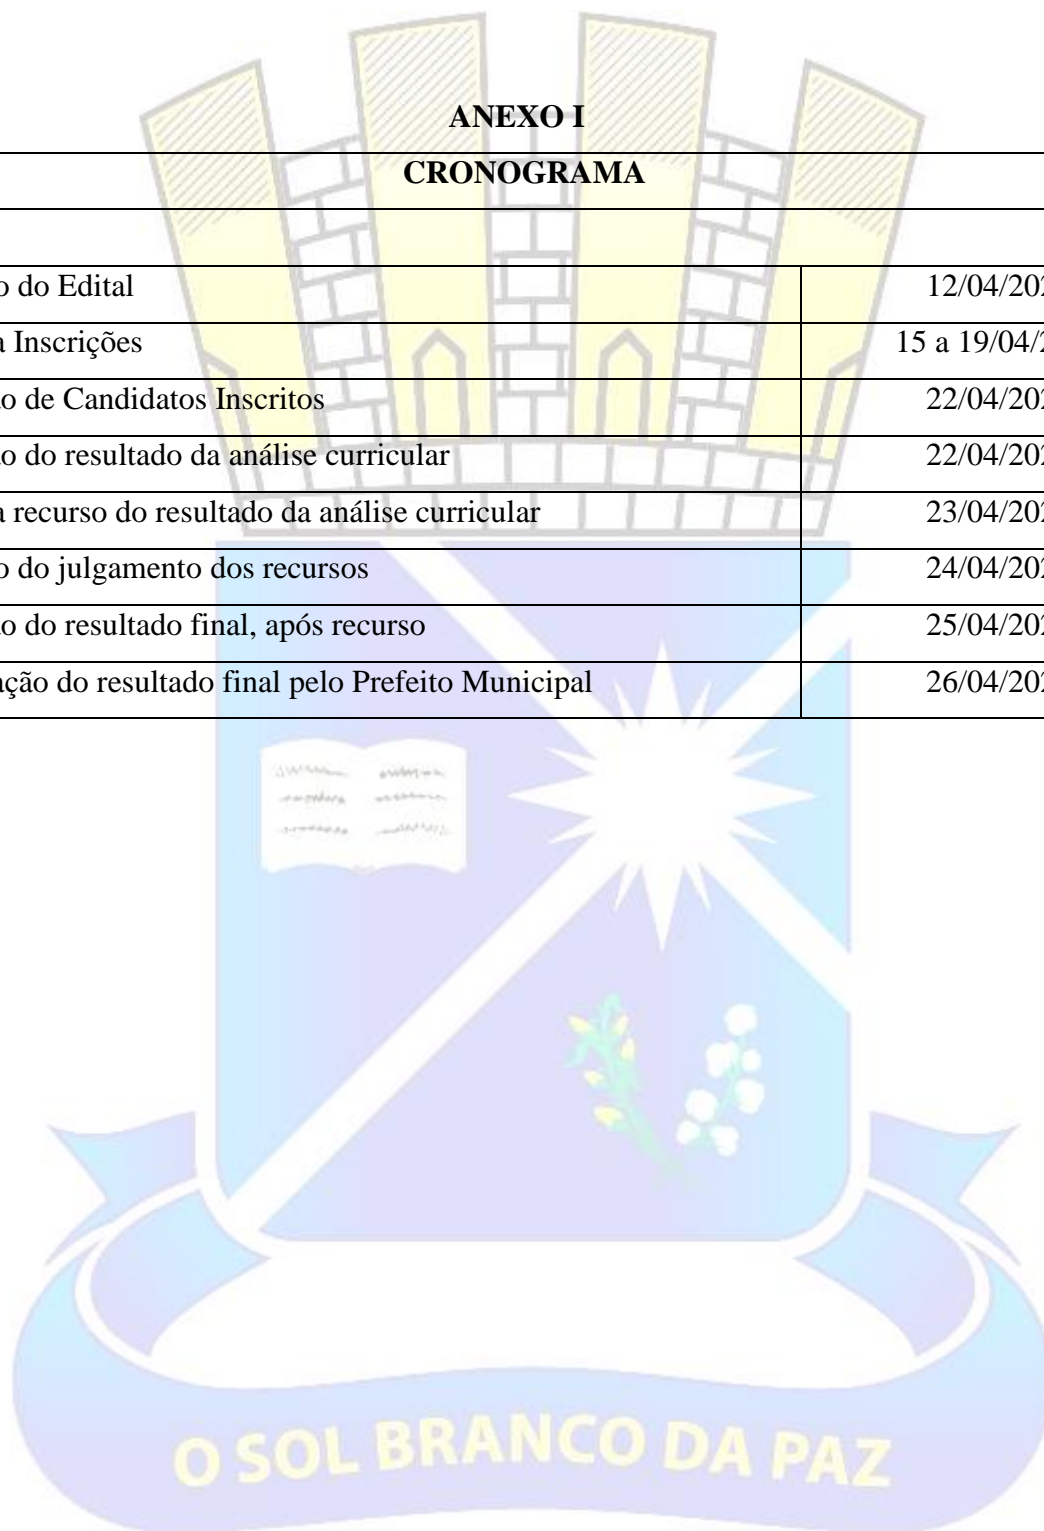 ANEXO I
CRONOGRAMA
o do Edital 12/04/202
a Inscrições 15 a 19/04/2
ão de Candidatos Inscritos 22/04/202
ão do resultado da análise curricular 22/04/202
a recurso do resultado da análise curricular 23/04/202
o do julgamento dos recursos 24/04/202
ão do resultado final, após recurso 25/04/202
ação do resultado final pelo Prefeito Municipal 26/04/202
O SOL BRANCO DA PAZ